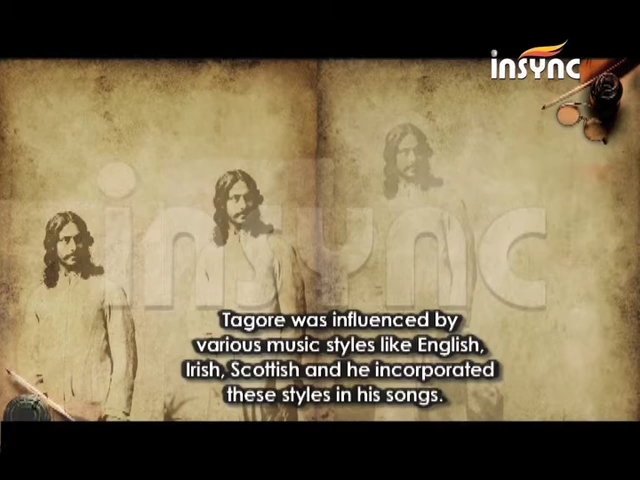 insync
insync
Tagore was influenced by
various music styles like English,
Irish, Scottish and he incorporated
these styles in his songs.